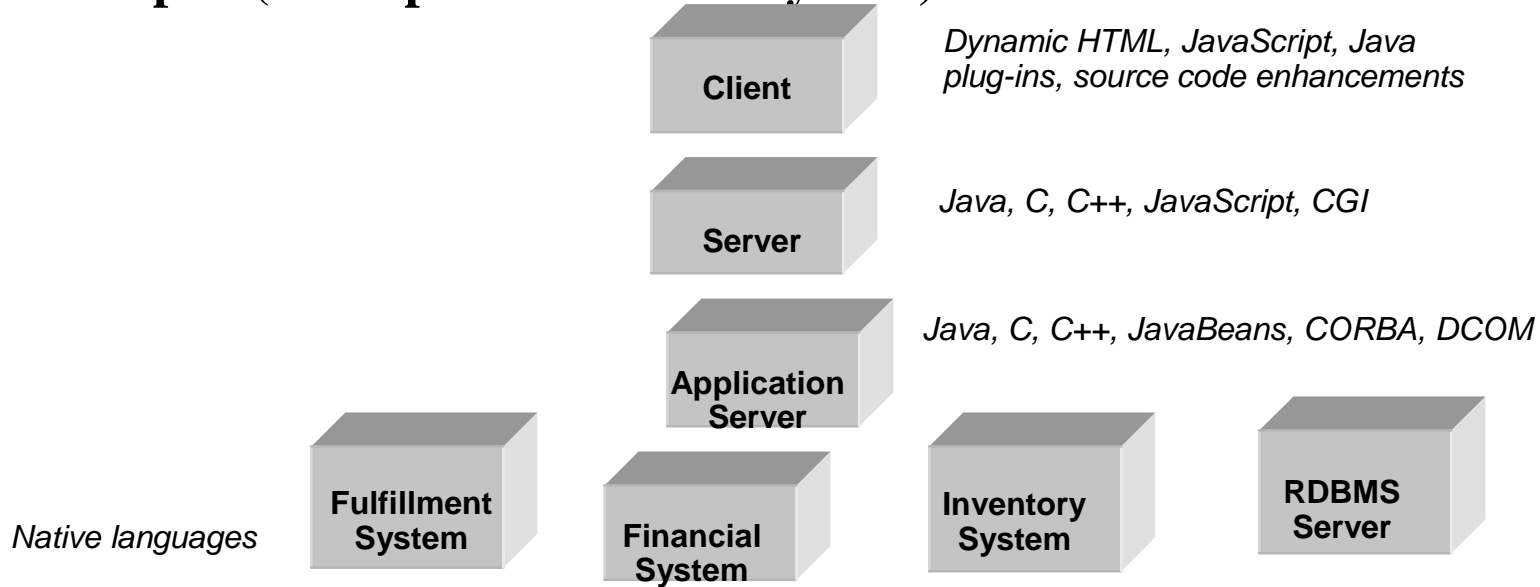 Client
Dynamic HTML, JavaScript, Java
plug-ins, source code enhancements
Server
Java, C, C++, JavaScript, CGI
Application
Server
Java, C, C++, JavaBeans, CORBA, DCOM
Native languages
Fulfillment
System
Financial
System
Inventory
System
RDBMS
Server